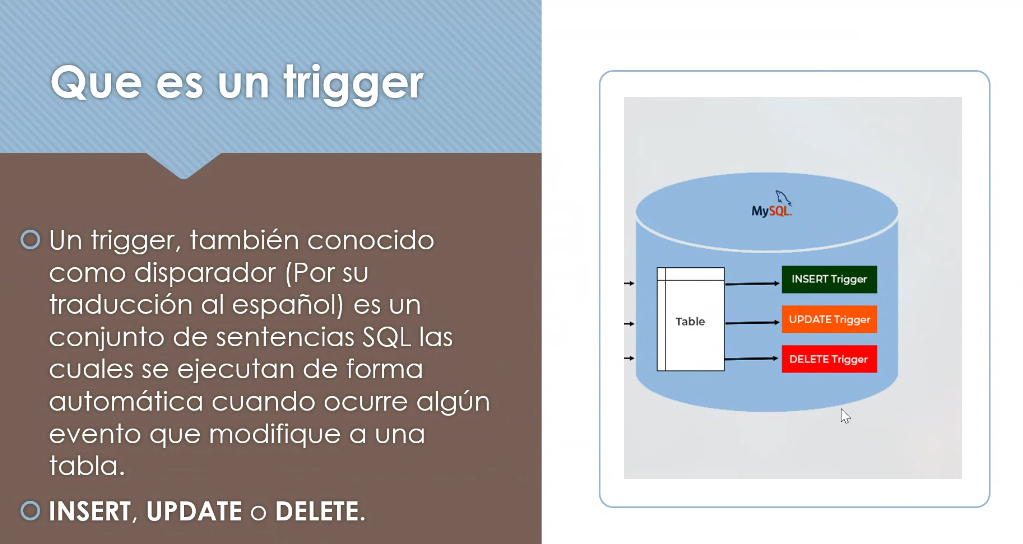 Que es un trigger
Un trigger, también conocido
como disparador (Por su
traducción al español) es un
conjunto de sentencias SQL las
cuales se ejecutan de forma
automática cuando ocurre algún
evento que modifique a una
tabla.
INSERT, UPDATE o DELETE.
MySQL
Table
INSERT Trigger
UPDATE Trigger
DELETE Trigger